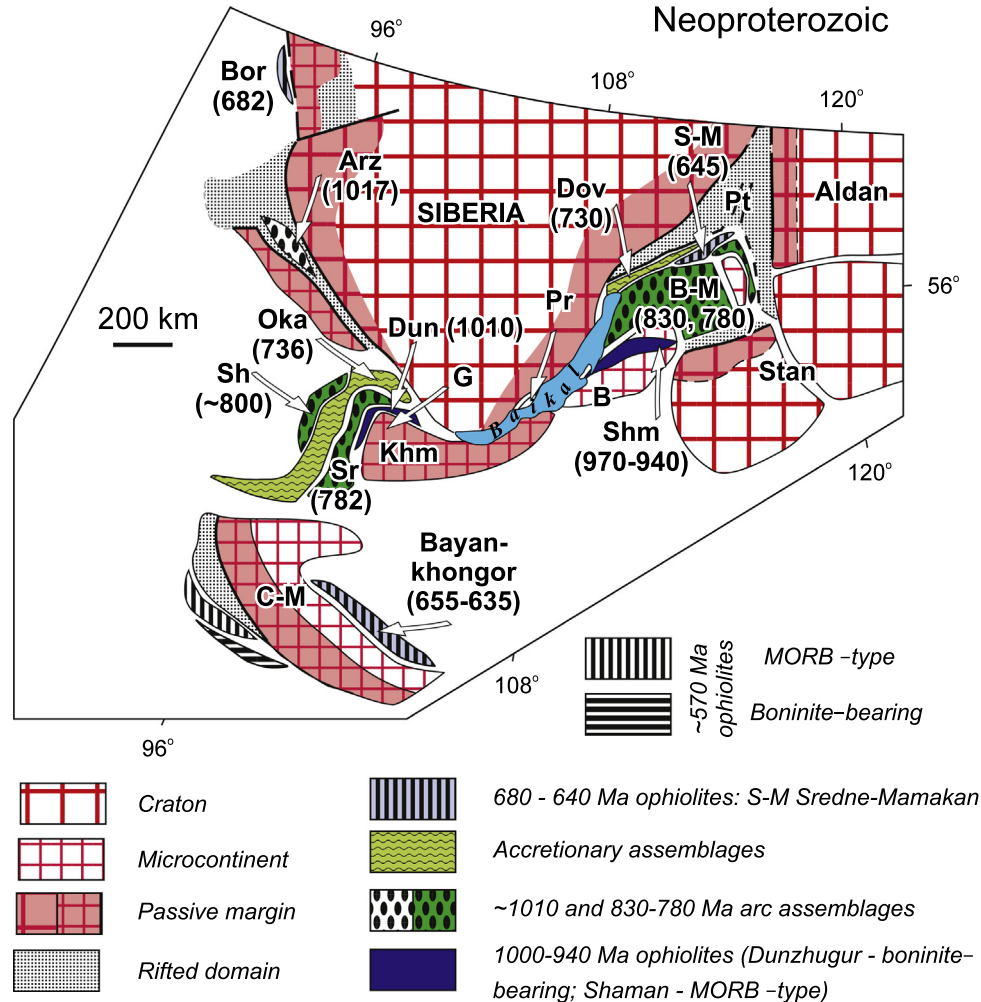 Neoproterozoic
96°
108°
120°
Bor
(682)
S-M
(645)
Arz
(1017)
Dov
(730)
SIBERIA
Pt
Aldan
56°
200 km
Pr
B-M
(830, 780)
Oka
(736)
Dun (1010)
Sh
(~800)
G
Stan
Baikal
B
Khm
Shm
(970-940)
Sr
(782)
120°
Bayan-
khongor
(655-635)
C-M
108°
96°
MORB –type
~570 Ma
ophiolites
Boninite–bearing
Craton
Microcontinent
Passive margin
Rifted domain
680 - 640 Ma ophiolites: S-M Sredne-Mamakan
Accretionary assemblages
~1010 and 830-780 Ma arc assemblages
1000-940 Ma ophiolites (Dunzhugur - boninite–
bearing; Shaman - MORB –type)